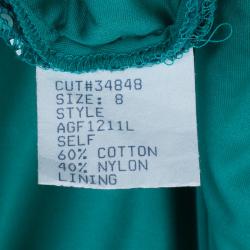 CUT#34848
SIZE: 8
STYLE
AGF1211L
SELF
60% COTTON
40% NYLON
LINING